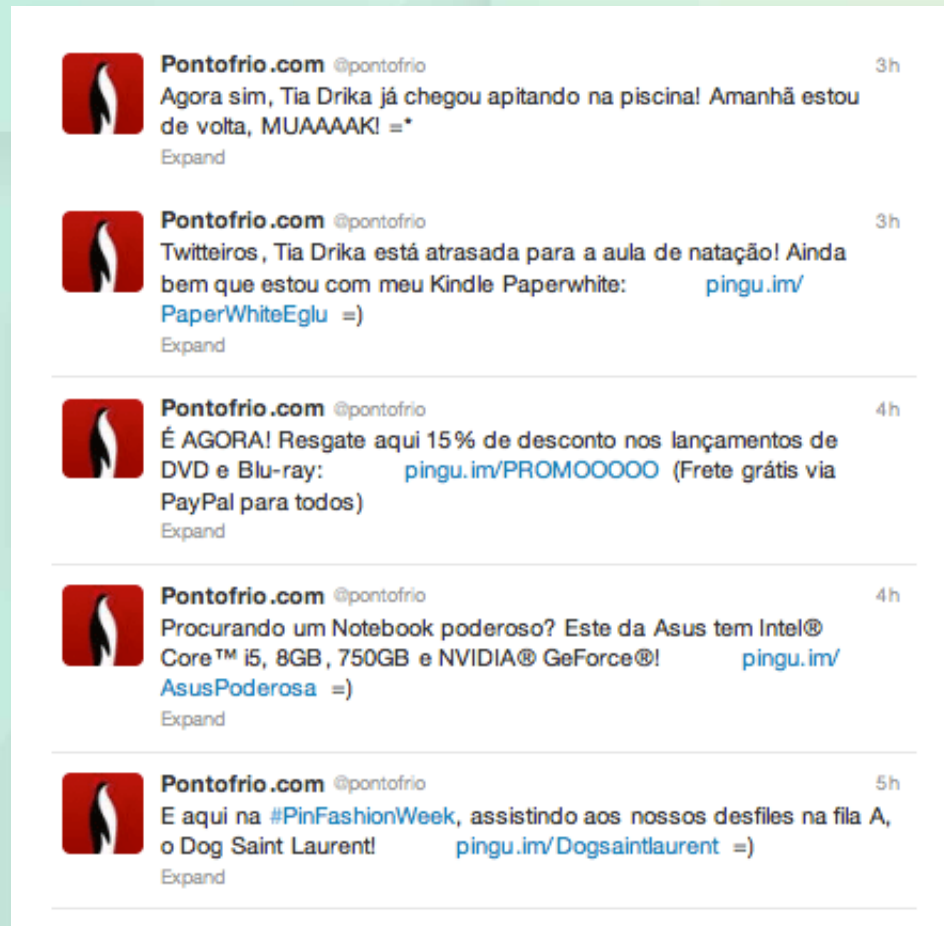 Pontofrio.com @pontofrio 3h
Agora sim, Tia Drika já chegou apitando na piscina! Amanhã estou
de volta, MUAAAAK! =*
Expand
Pontofrio.com @pontofrio 3h
Twitteiros, Tia Drika está atrasada para a aula de natação! Ainda
bem que estou com meu Kindle Paperwhite: pingu.im/
PaperWhiteEglu =)
Expand
Pontofrio.com @pontofrio 4h
É AGORA! Resgate aqui 15% de desconto nos lançamentos de
DVD e Blu-ray: pingu.im/PROMOOOOO (Frete grátis via
PayPal para todos)
Expand
Pontofrio.com @pontofrio 4h
Procurando um Notebook poderoso? Este da Asus tem Intel®
Core™ i5, 8GB, 750GB e NVIDIA® GeForce®! pingu.im/
AsusPoderosa =)
Expand
Pontofrio.com @pontofrio 5h
E aqui na #PinFashionWeek, assistindo aos nossos desfiles na fila A,
o Dog Saint Laurent! pingu.im/Dogsaintlaurent =)
Expand